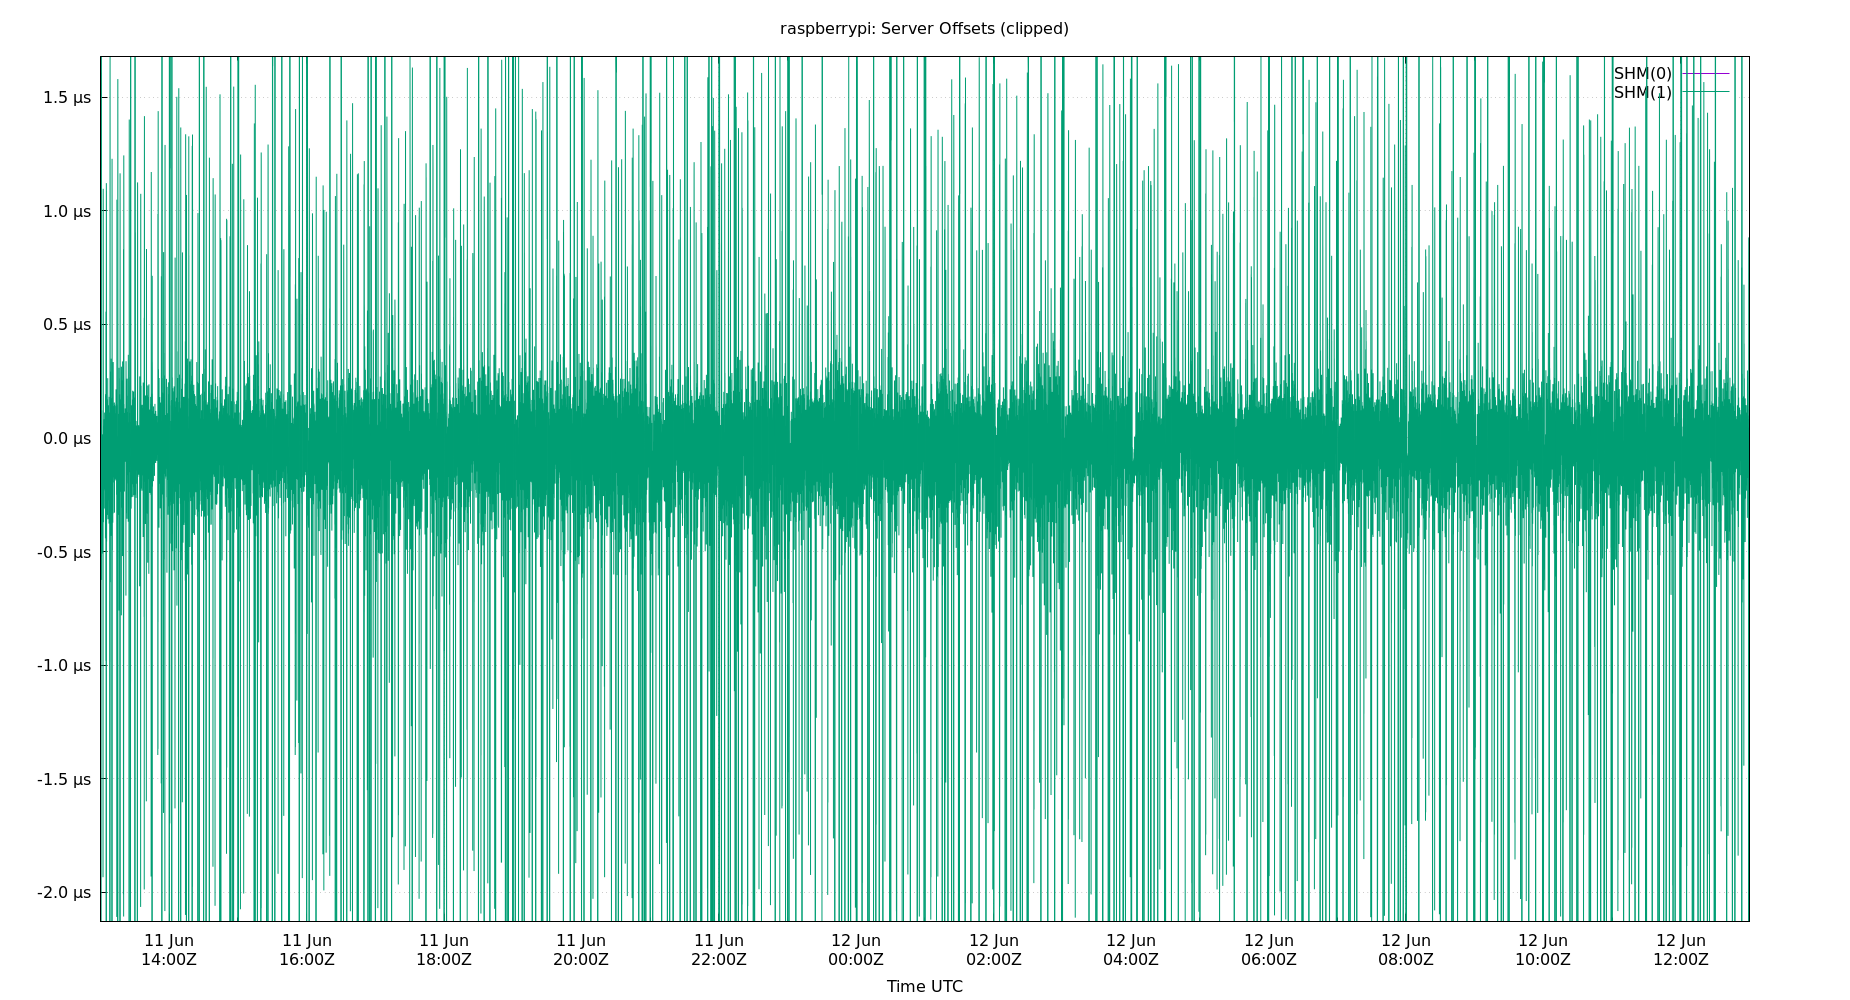 raspberrypi: Server Offsets (clipped)
SHM(0)
SHM(1)
1.5 µs
1.0 µs
0.5 µs
0.0 µs
-0.5 µs
-1.0 µs
-1.5 µs
-2.0 µs
11 Jun 11 Jun 11 Jun 11 Jun 11 Jun 12 Jun 12 Jun 12 Jun 12 Jun 12 Jun 12 Jun 12 Jun
14:00Z 16:00Z 18:00Z 20:00Z 22:00Z 00:00Z 02:00Z 04:00Z 06:00Z 08:00Z 10:00Z 12:00Z
Time UTC